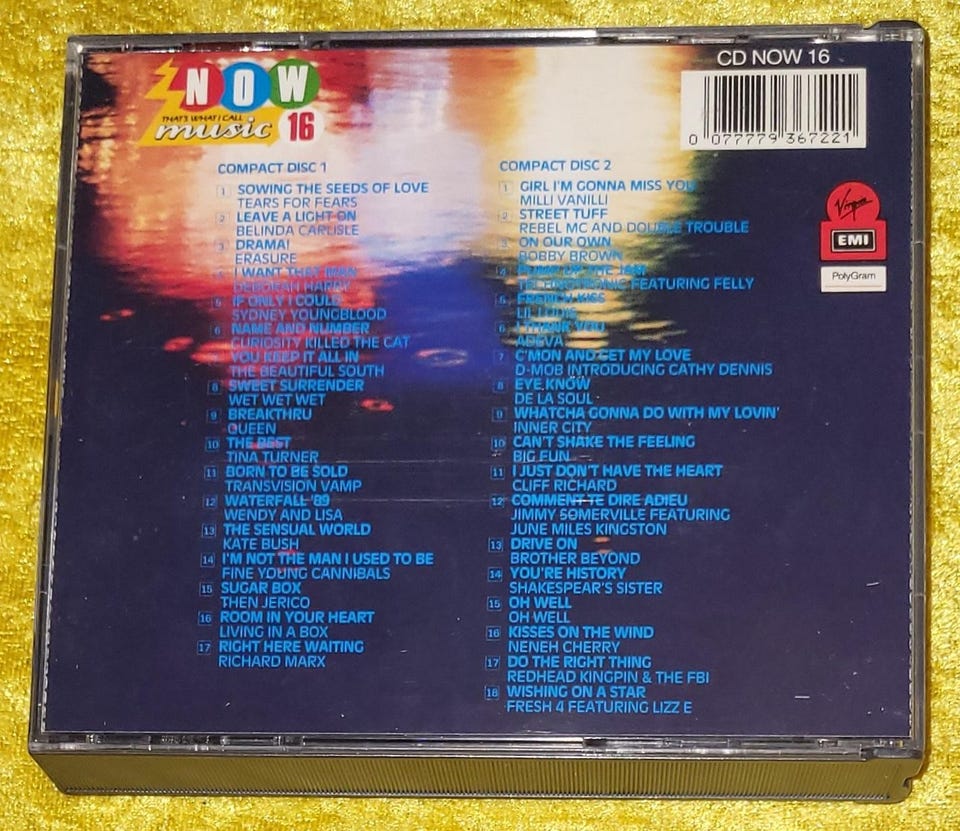 NOW
THAT'S WHAT I CALL
music 16
CD NOW 16
0 077779 367221
Virgin
EMI
PolyGram
COMPACT DISC 1
1 SOWING THE SEEDS OF LOVE
TEARS FOR FEARS
2 LEAVE A LIGHT ON
BELINDA CARLISLE
3 DRAMA!
ERASURE
4 I WANT THAT MAN
DEBORAH HARRY
5 IF ONLY I COULD
SYDNEY YOUNGBLOOD
6 NAME AND NUMBER
CURIOSITY KILLED THE CAT
7 YOU KEEP IT ALL IN
THE BEAUTIFUL SOUTH
8 SWEET SURRENDER
WET WET WET
9 BREAKTHRU
QUEEN
10 THE BEST
TINA TURNER
11 BORN TO BE SOLD
TRANSVISION VAMP
12 WATERFALL '89
WENDY AND LISA
13 THE SENSUAL WORLD
KATE BUSH
14 I'M NOT THE MAN I USED TO BE
FINE YOUNG CANNIBALS
15 SUGAR BOX
THEN JERICO
16 ROOM IN YOUR HEART
LIVING IN A BOX
17 RIGHT HERE WAITING
RICHARD MARX
COMPACT DISC 2
1 GIRL I'M GONNA MISS YOU
MILLI VANILLI
2 STREET TUFF
REBEL MC AND DOUBLE TROUBLE
3 ON OUR OWN
BOBBY BROWN
4 PUMP UP THE JAM
TECHNOTRONIC FEATURING FELLY
5 FRENCH KISS
LIL LOUIS
6 I THANK YOU
ADEVA
7 C'MON AND GET MY LOVE
D-MOB INTRODUCING CATHY DENNIS
8 EYE KNOW
DE LA SOUL
9 WHATCHA GONNA DO WITH MY LOVIN'
INNER CITY
10 CAN'T SHAKE THE FEELING
BIG FUN
11 I JUST DON'T HAVE THE HEART
CLIFF RICHARD
12 COMMENT TE DIRE ADIEU
JIMMY SOMERVILLE FEATURING
JUNE MILES KINGSTON
13 DRIVE ON
BROTHER BEYOND
14 YOU'RE HISTORY
SHAKESPEAR'S SISTER
15 OH WELL
OH WELL
16 KISSES ON THE WIND
NENEH CHERRY
17 DO THE RIGHT THING
REDHEAD KINGPIN & THE FBI
18 WISHING ON A STAR
FRESH 4 FEATURING LIZZ E